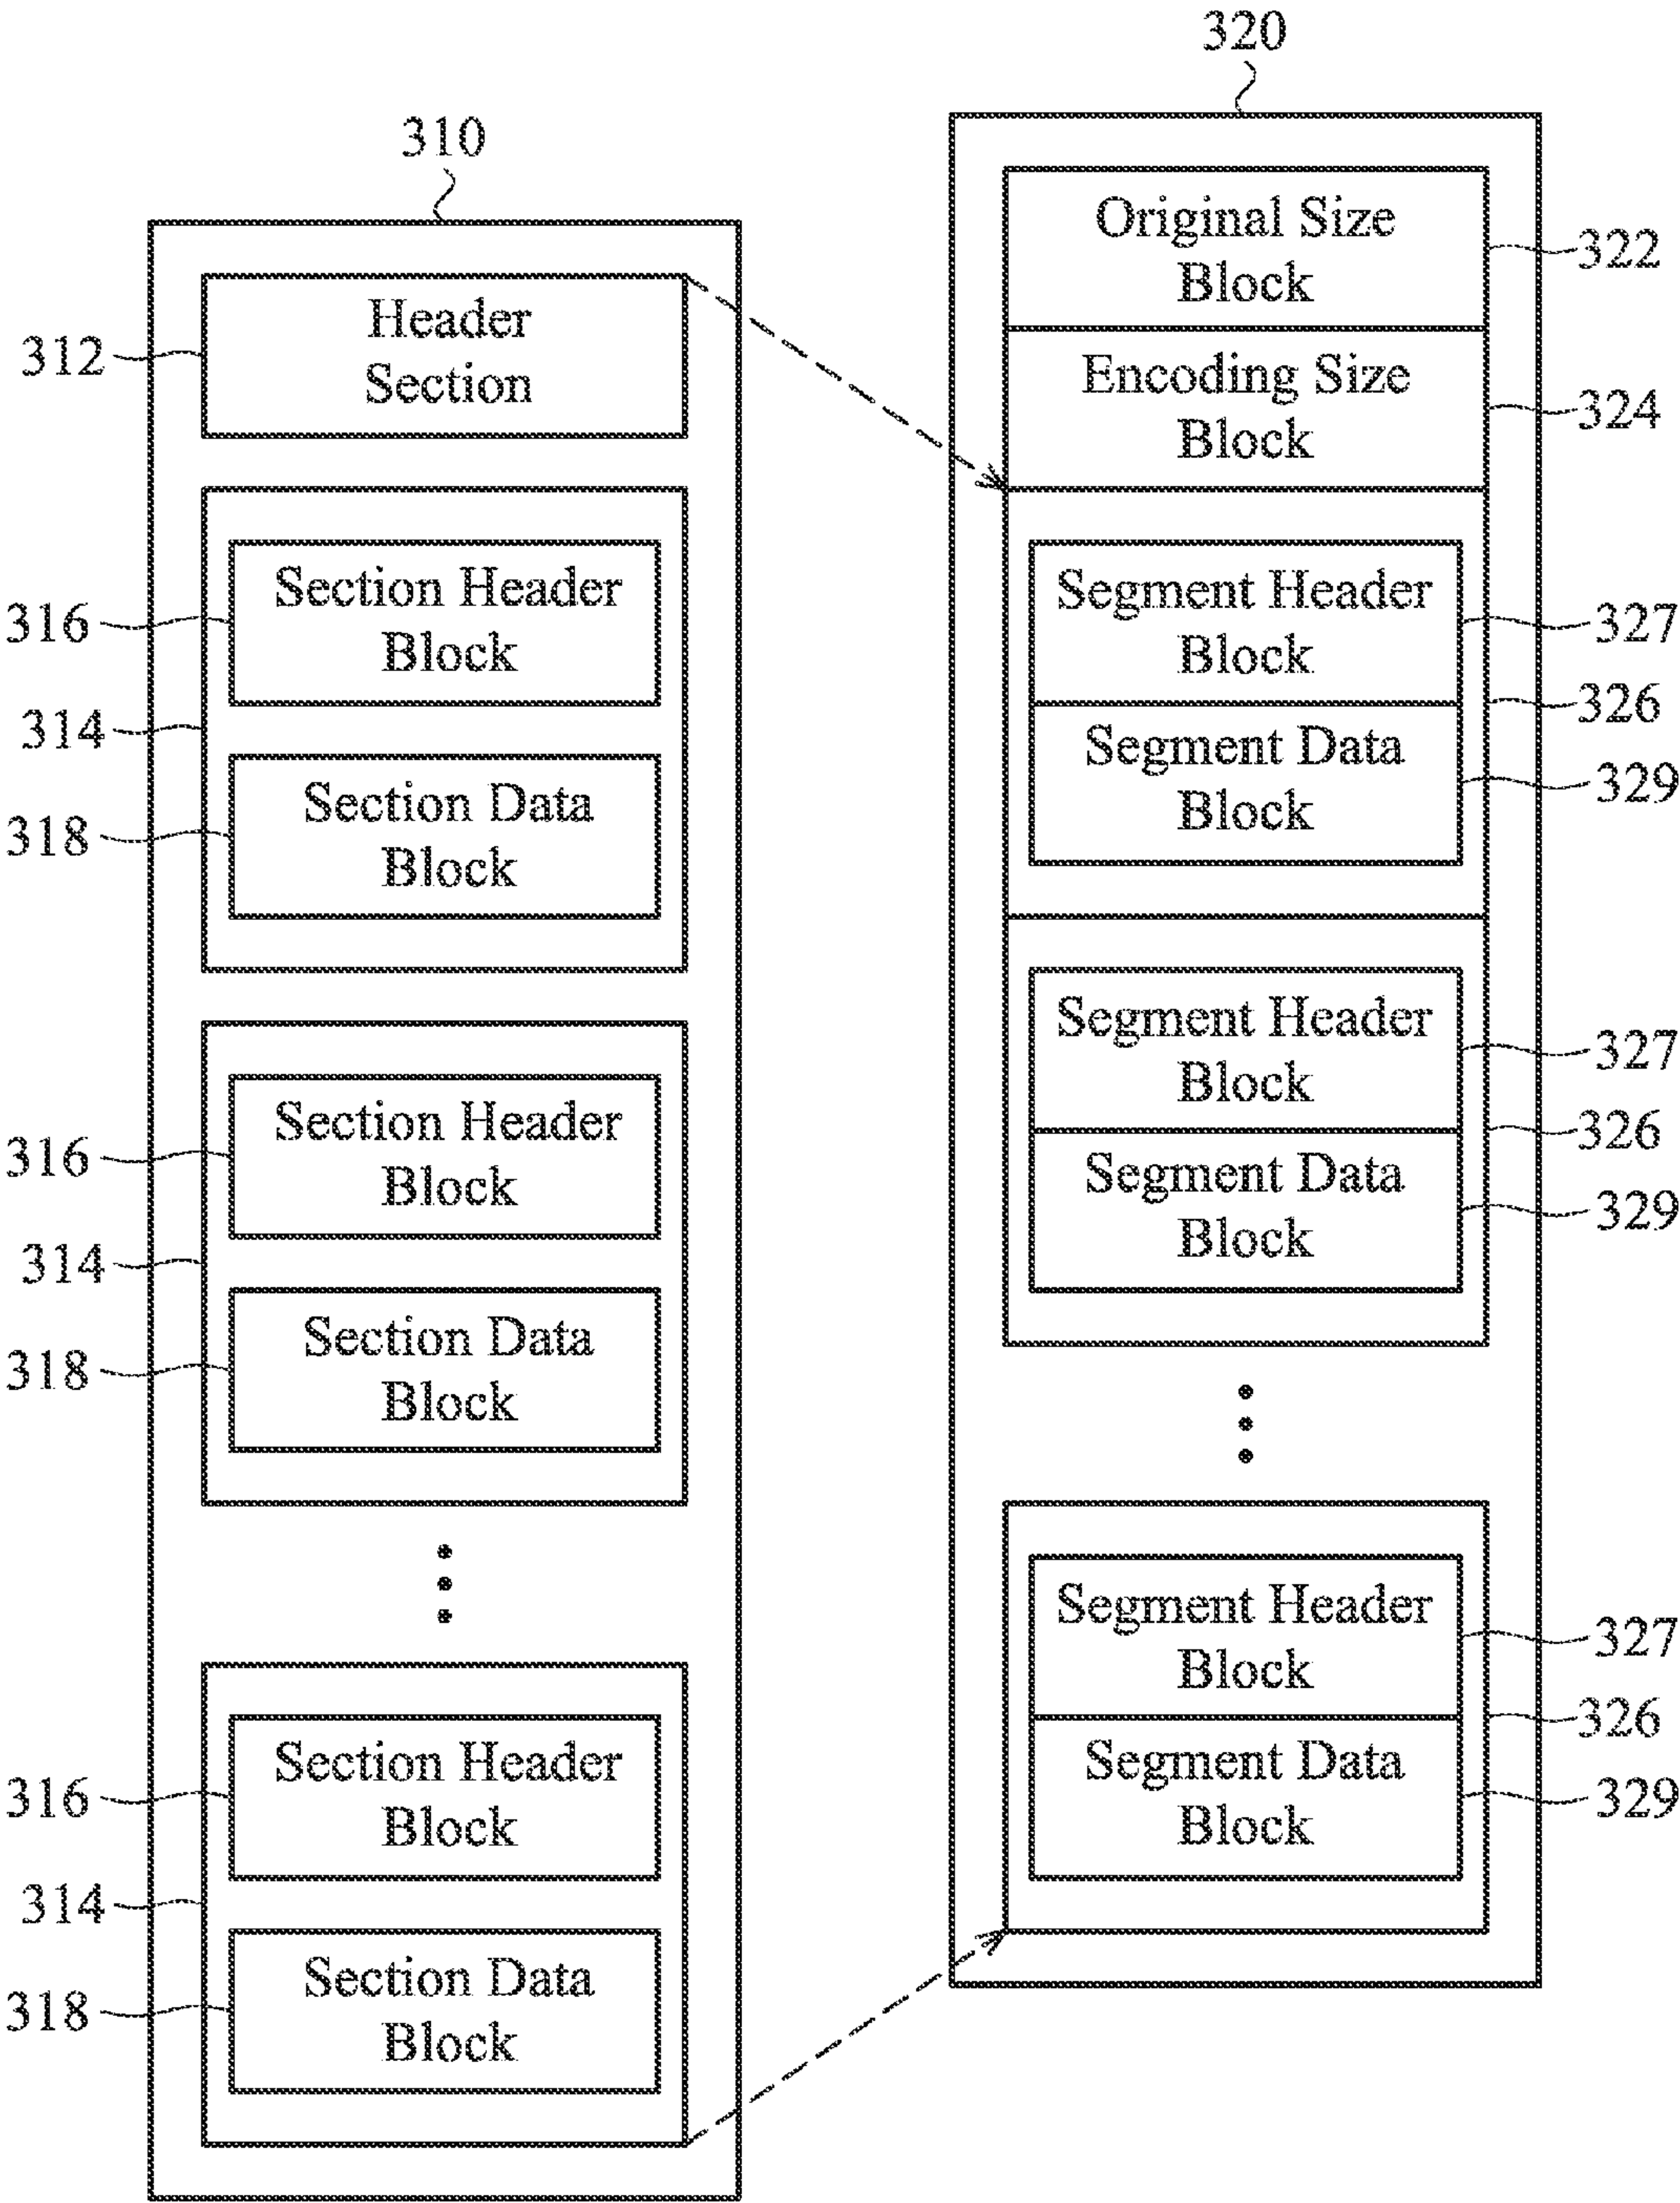 310
312
Header
Section
316
Section Header
Block
314
318
Section Data
Block
316
Section Header
Block
314
318
Section Data
Block
316
Section Header
Block
314
318
Section Data
Block
320
Original Size
Block
322
Encoding Size
Block
324
Segment Header
Block
327
326
Segment Data
Block
329
Segment Header
Block
327
326
Segment Data
Block
329
Segment Header
Block
327
326
Segment Data
Block
329